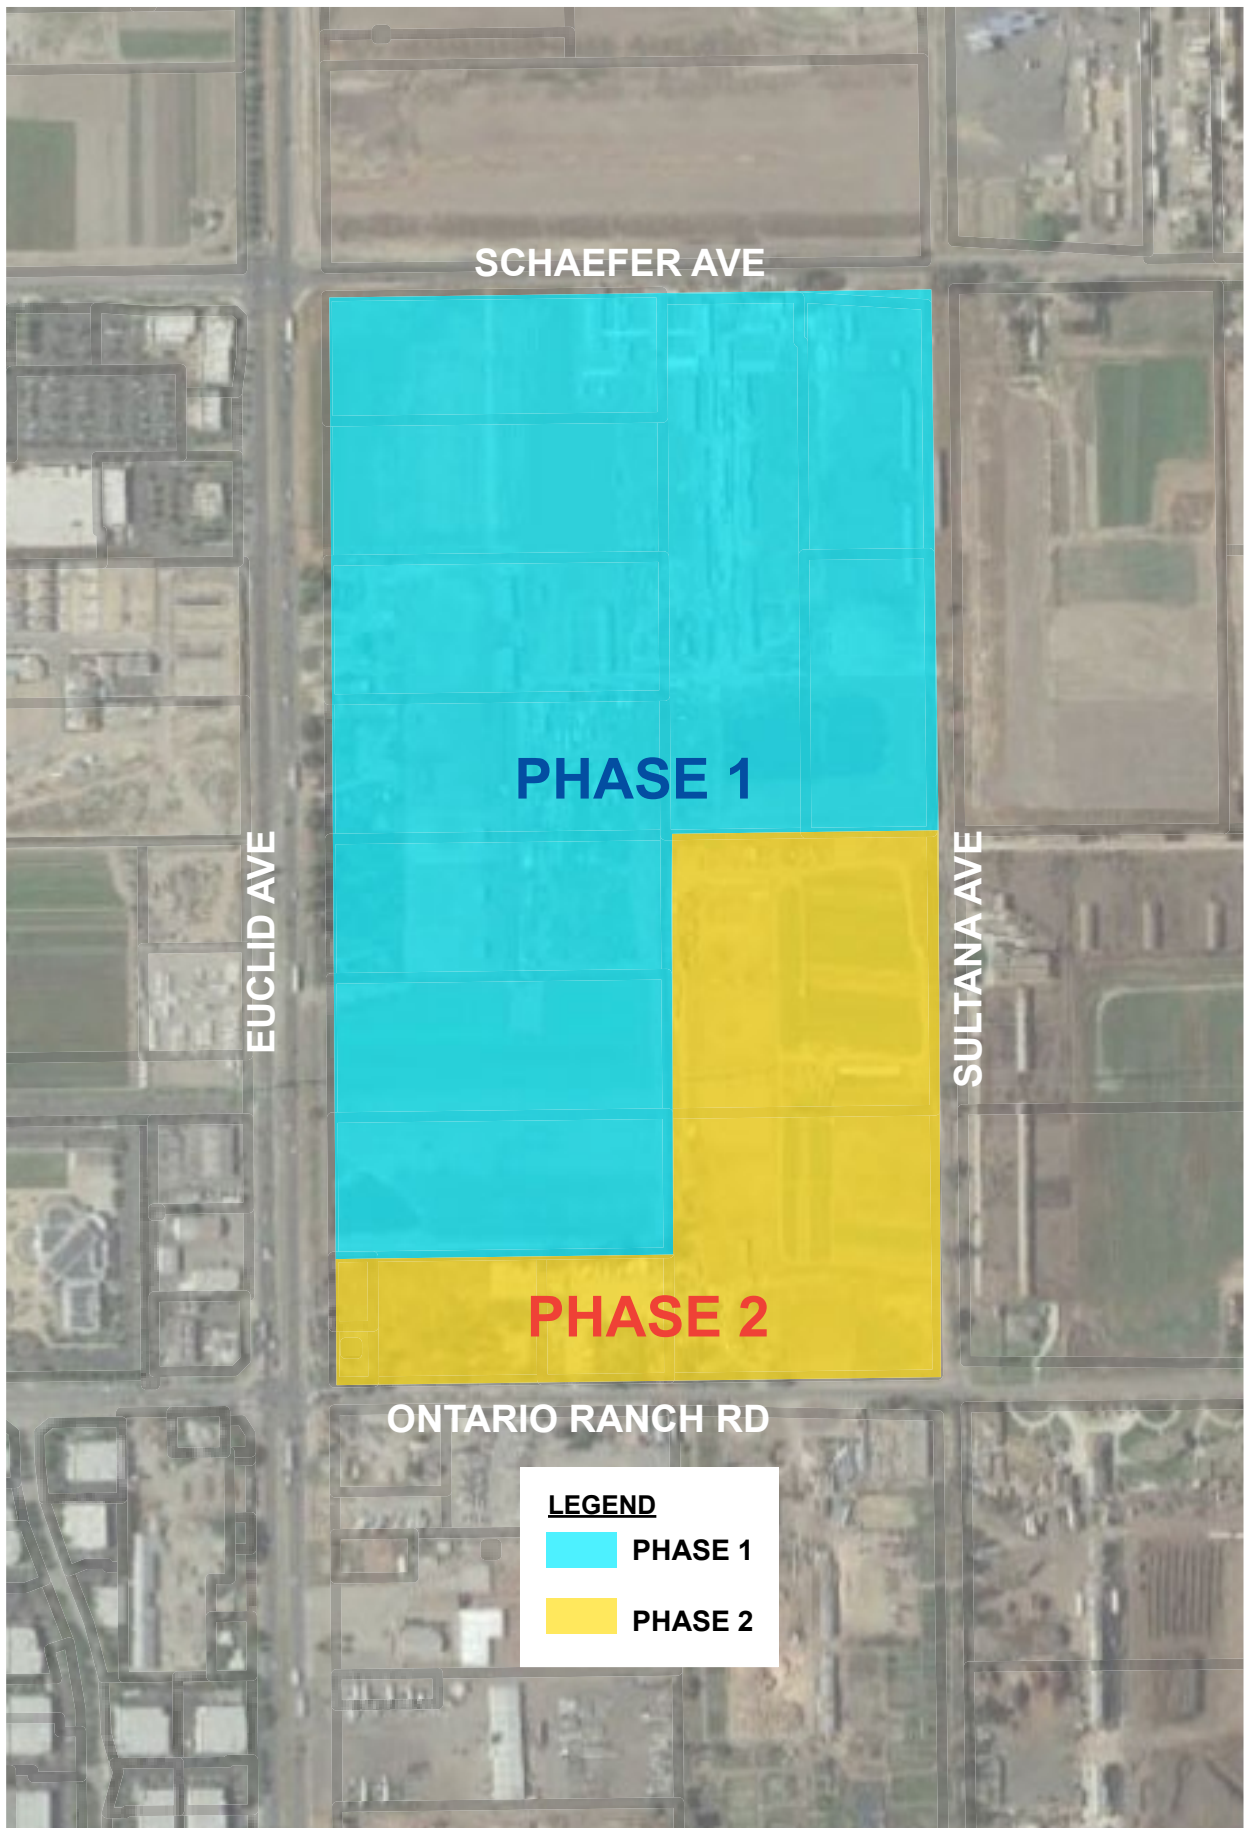 SCHAEFER AVE
PHASE 1
EUCLID AVE
SULTANA AVE
PHASE 2
ONTARIO RANCH RD
LEGEND
PHASE 1
PHASE 2